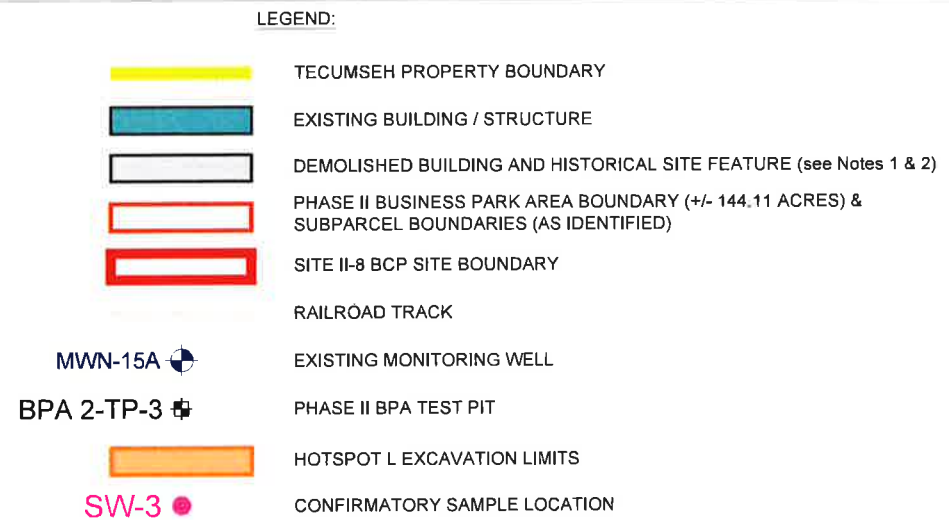 LEGEND:
TECUMSEH PROPERTY BOUNDARY
EXISTING BUILDING / STRUCTURE
DEMOLISHED BUILDING AND HISTORICAL SITE FEATURE (see Notes 1 & 2)
PHASE II BUSINESS PARK AREA BOUNDARY (+/- 144.11 ACRES) &
SUBPARCEL BOUNDARIES (AS IDENTIFIED)
SITE II-8 BCP SITE BOUNDARY
RAILROAD TRACK
MWN-15A EXISTING MONITORING WELL
BPA 2-TP-3 PHASE II BPA TEST PIT
HOTSPOT L EXCAVATION LIMITS
SW-3 CONFIRMATORY SAMPLE LOCATION